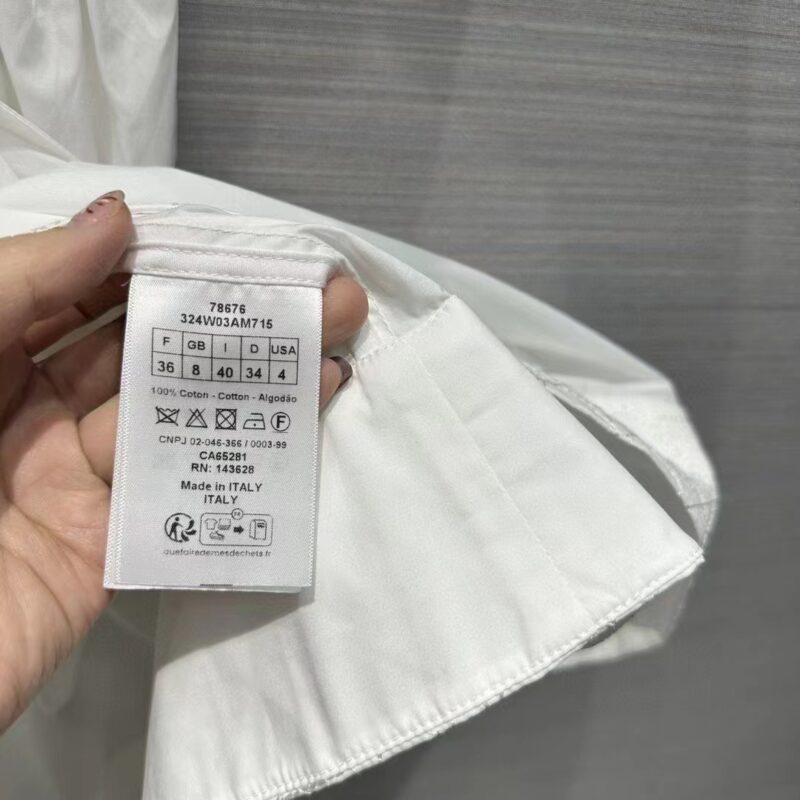 78676
324W03AM715
F GB I D USA
36 8 40 34 4
100% Coton - Cotton - Algodão
F
CNPJ 02-046-366 / 0003-99
CA65281
RN: 143628
Made in ITALY
ITALY
FR
quefairedemesdechets.fr